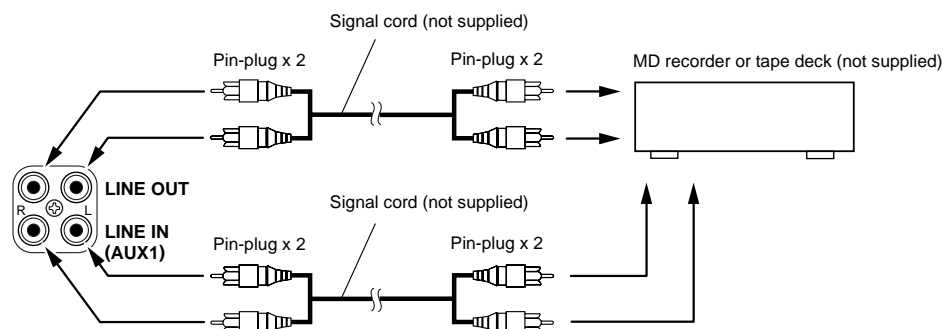 Signal cord (not supplied)
Pin-plug x 2
Pin-plug x 2
MD recorder or tape deck (not supplied)
LINE OUT
R
L
LINE IN
(AUX1)
Signal cord (not supplied)
Pin-plug x 2
Pin-plug x 2